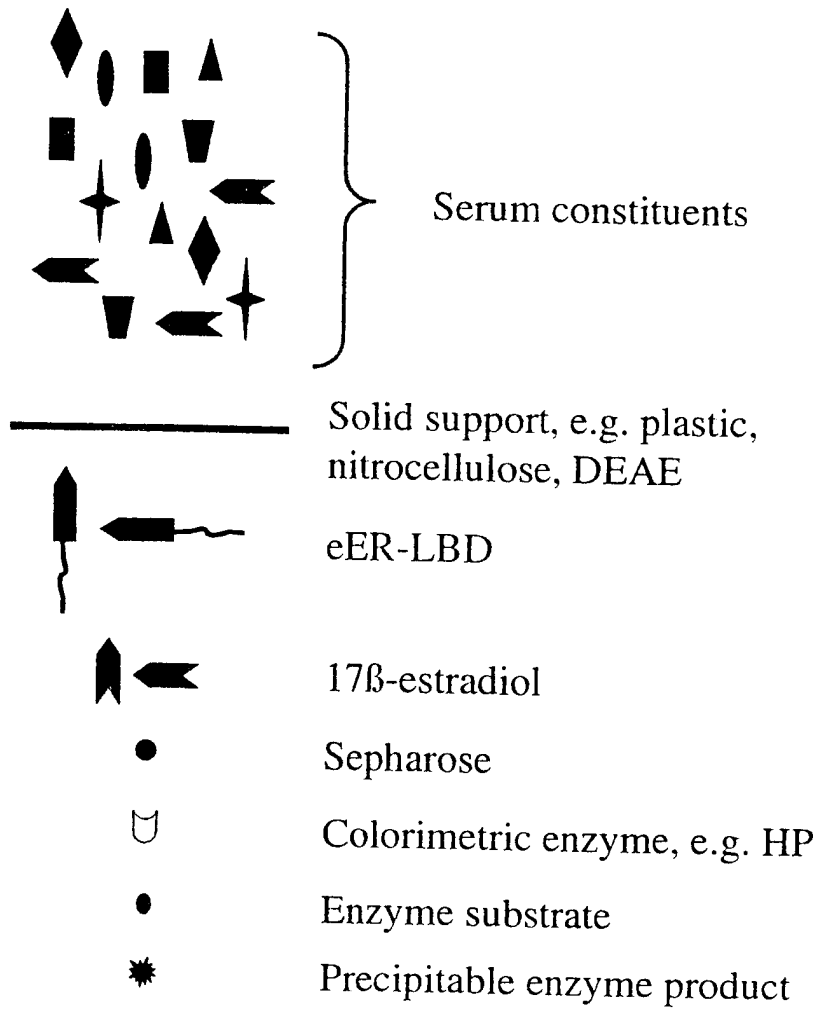 Serum constituents
Solid support, e.g. plastic,
nitrocellulose, DEAE
eER-LBD
17ß-estradiol
Sepharose
Colorimetric enzyme, e.g. HP
Enzyme substrate
Precipitable enzyme product